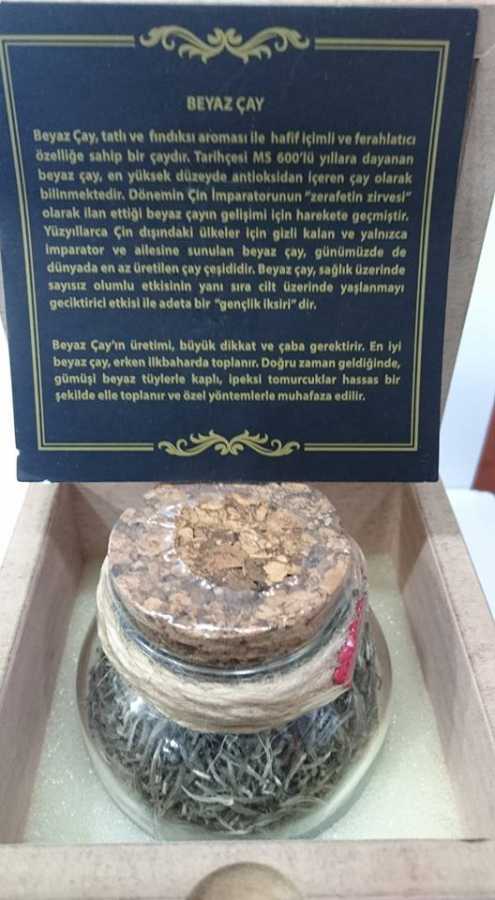 BEYAZ ÇAY
Beyaz Çay, tatlı ve fındıksı aroması ile hafif içimli ve ferahlatıcı
özelliğe sahip bir çaydır. Tarihçesi MS 600'lü yıllara dayanan
beyaz çay, en yüksek düzeyde antioksidan içeren çay olarak
bilinmektedir. Dönemin Çin İmparatorunun "zerafetin zirvesi"
olarak ilan ettiği beyaz çayın gelişimi için harekete geçmiştir.
Yüzyıllarca Çin dışındaki ülkeler için gizli kalan ve yalnızca
imparator ve ailesine sunulan beyaz çay, günümüzde de
dünyada en az üretilen çay çeşididir. Beyaz çay, sağlık üzerinde
sayısız olumlu etkisinin yanı sıra cilt üzerinde yaşlanmayı
geciktirici etkisi ile adeta bir "gençlik iksiri" dir.
Beyaz Çay'ın üretimi, büyük dikkat ve çaba gerektirir. En iyi
beyaz çay, erken ilkbaharda toplanır. Doğru zaman geldiğinde,
gümüşi beyaz tüylerle kaplı, ipeksi tomurcuklar hassas bir
şekilde elle toplanır ve özel yöntemlerle muhafaza edilir.